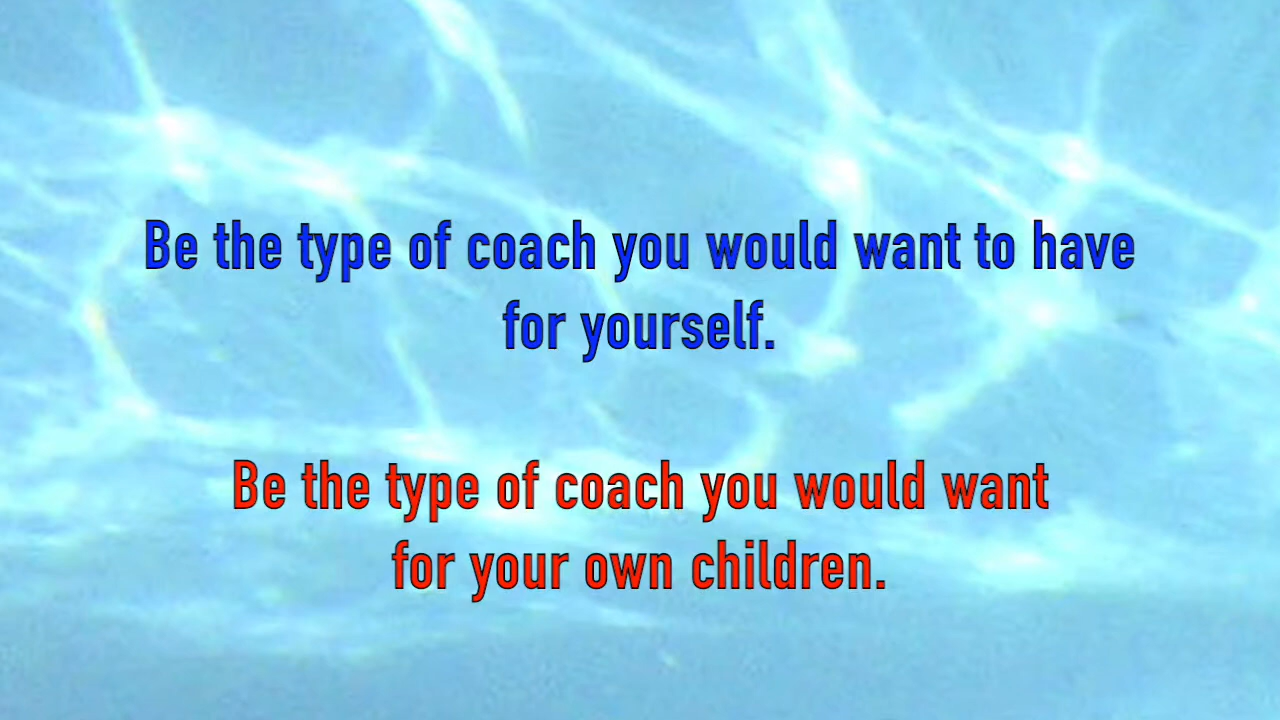 Be the type of coach you would want to have
for yourself.
Be the type of coach you would want
for your own children.